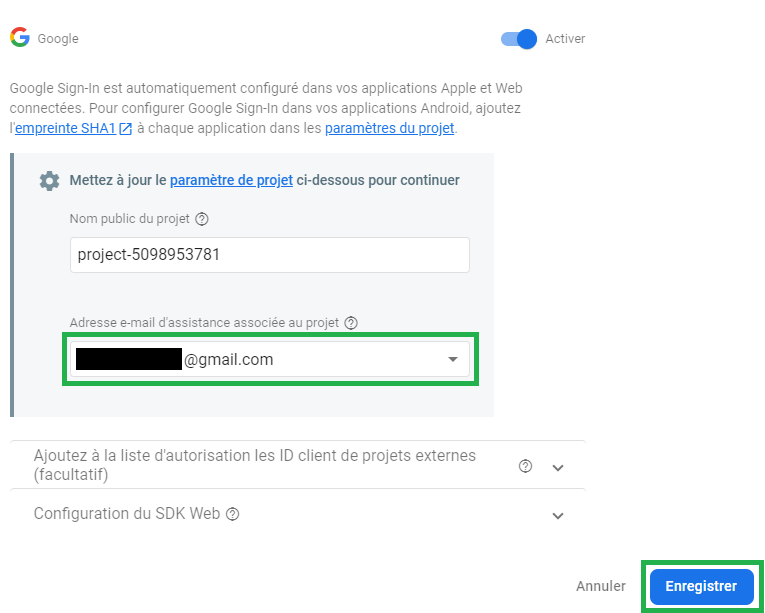 Google
Activer
Google Sign-In est automatiquement configuré dans vos applications Apple et Web
connectées. Pour configurer Google Sign-In dans vos applications Android, ajoutez
l'empreinte SHA1 à chaque application dans les paramètres du projet.
Mettez à jour le paramètre de projet ci-dessous pour continuer
Nom public du projet
project-5098953781
Adresse e-mail d'assistance associée au projet
@gmail.com
Ajoutez à la liste d'autorisation les ID client de projets externes
(facultatif)
Configuration du SDK Web
Annuler
Enregistrer